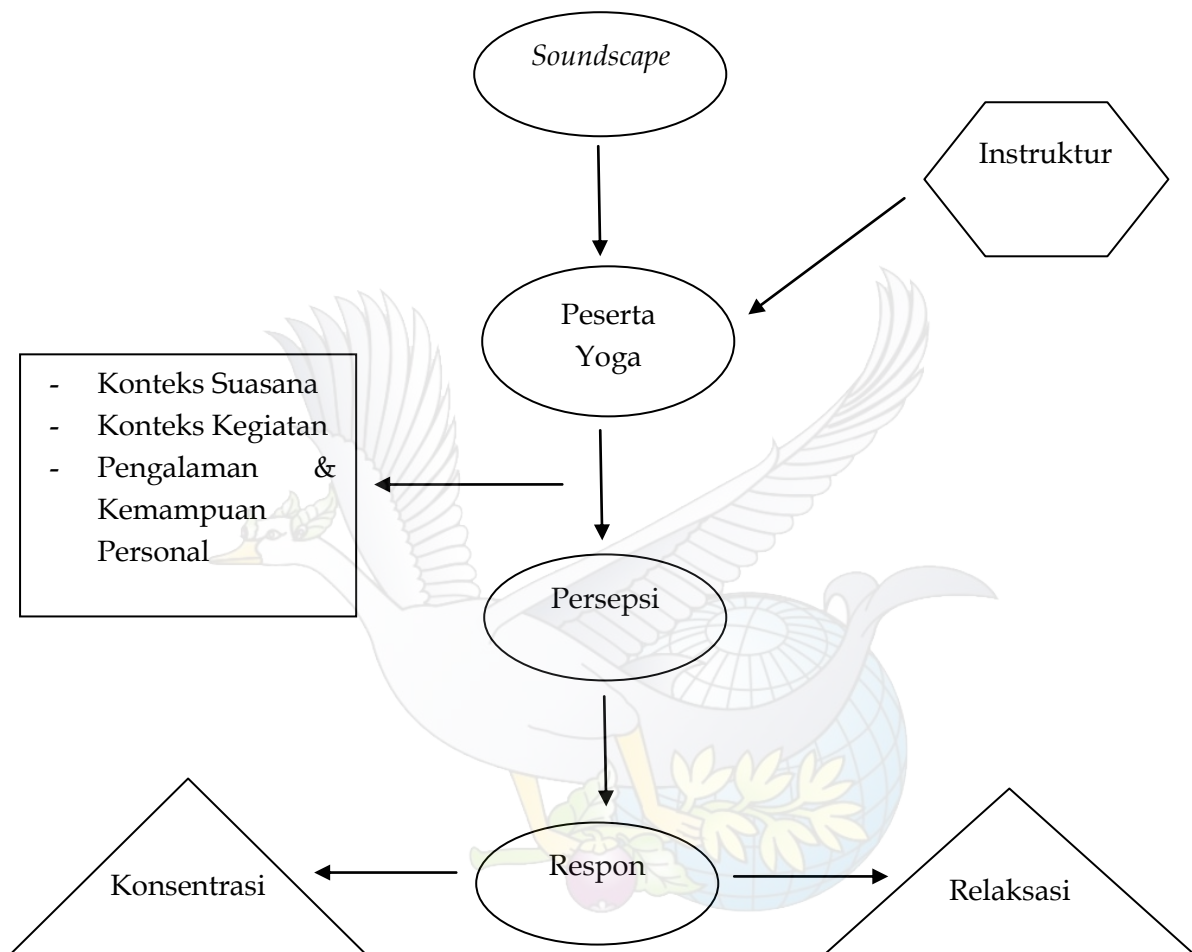 Soundscape
Instruktur
Peserta
Yoga
- Konteks Suasana
- Konteks Kegiatan
- Pengalaman &
Kemampuan
Personal
Persepsi
Respon
Konsentrasi
Relaksasi